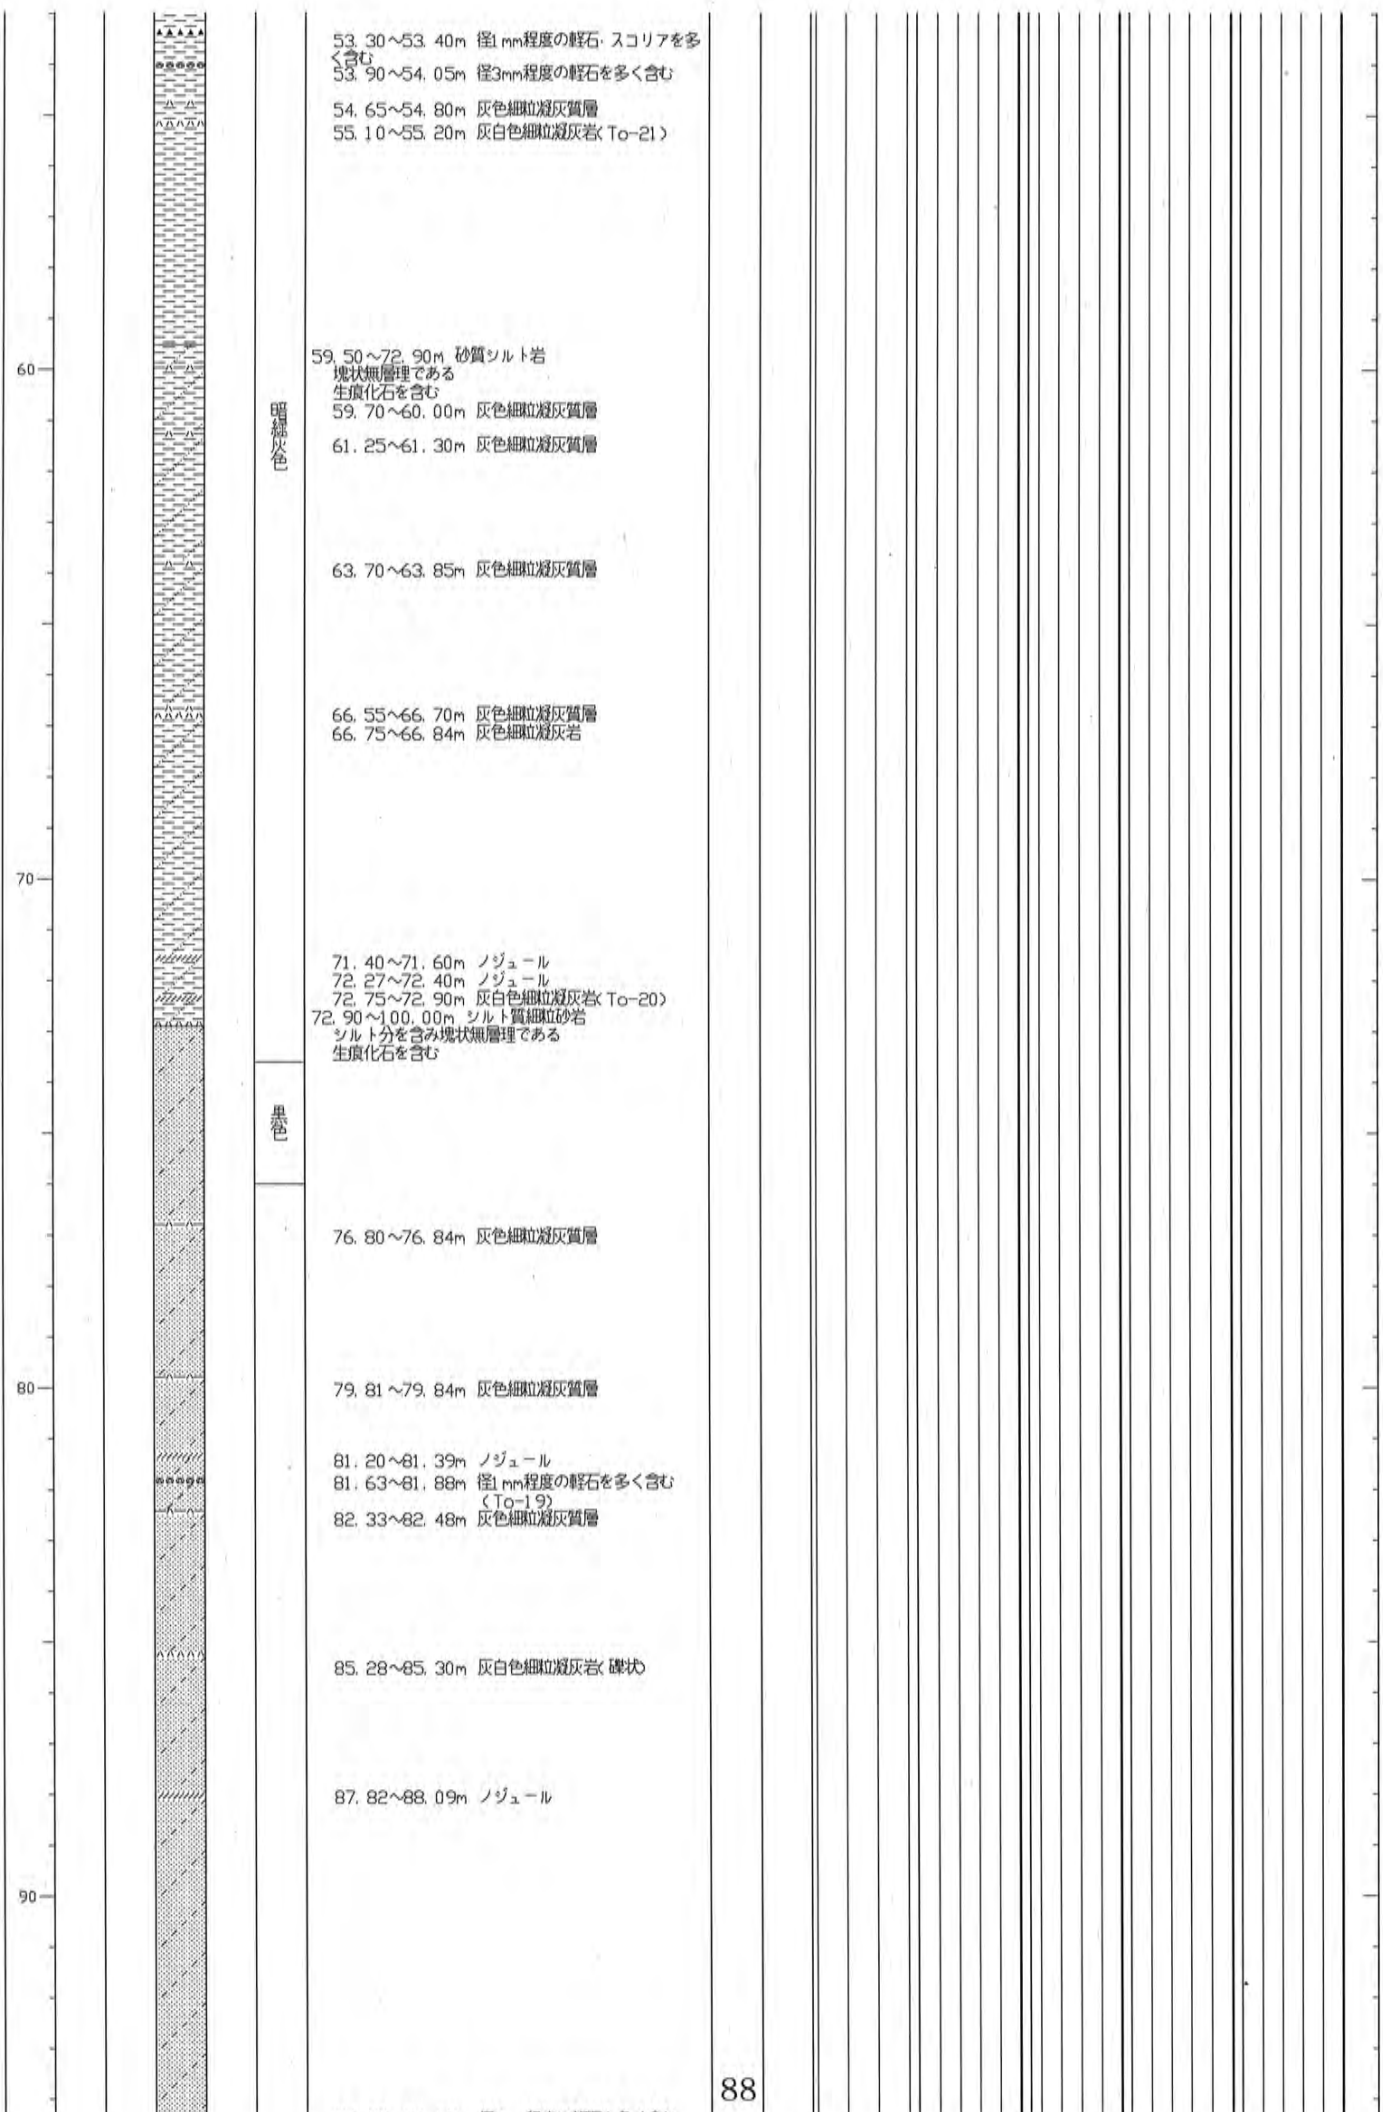 53.30~53.40m 径1mm程度の軽石・スコリアを多
く含む
53.90~54.05m 径3mm程度の軽石を多く含む
54.65~54.80m 灰色細粒凝灰質層
55.10~55.20m 灰白色細粒凝灰岩(To-21)
59.50~72.90m 砂質シルト岩
塊状無層理である
生痕化石を含む
60
59.70~60.00m 灰色細粒凝灰質層
暗緑灰色
61.25~61.30m 灰色細粒凝灰質層
63.70~63.85m 灰色細粒凝灰質層
66.55~66.70m 灰色細粒凝灰質層
66.75~66.84m 灰色細粒凝灰岩
70
71.40~71.60m ノジュール
72.27~72.40m ノジュール
72.75~72.90m 灰白色細粒凝灰岩(To-20)
72.90~100.00m シルト質細粒砂岩
シルト分を含み塊状無層理である
生痕化石を含む
黒色
76.80~76.84m 灰色細粒凝灰質層
80
79.81~79.84m 灰色細粒凝灰質層
81.20~81.39m ノジュール
81.63~81.88m 径1mm程度の軽石を多く含む
(To-19)
82.33~82.48m 灰色細粒凝灰質層
85.28~85.30m 灰白色細粒凝灰岩(礫状)
87.82~88.09m ノジュール
90
88